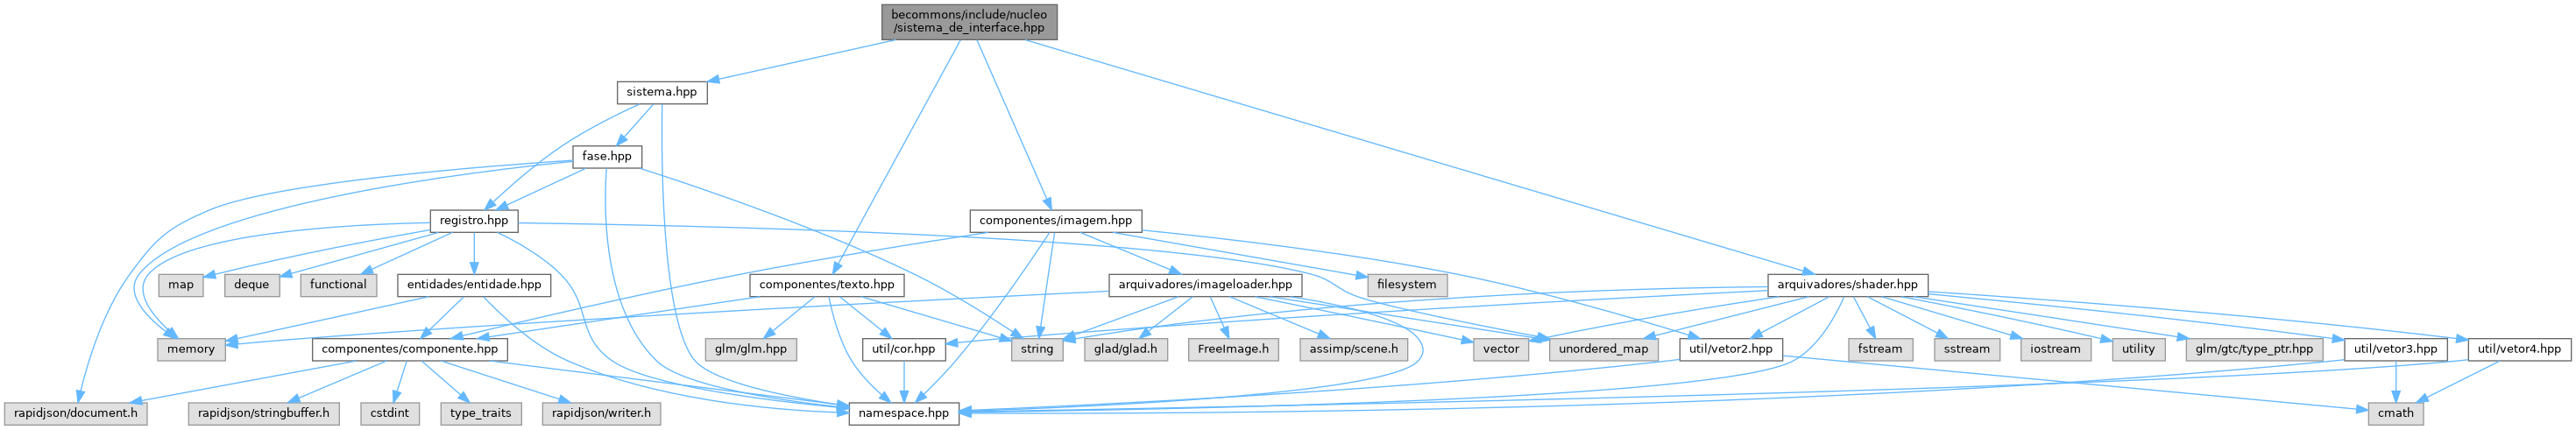 becommons/include/nucleo
/sistema_de_interface.hpp
sistema.hpp
fase.hpp
registro.hpp
componentes/imagem.hpp
map
deque
functional
entidades/entidade.hpp
componentes/texto.hpp
arquivadores/imageloader.hpp
filesystem
arquivadores/shader.hpp
memory
componentes/componente.hpp
glm/glm.hpp
util/cor.hpp
string
glad/glad.h
FreeImage.h
assimp/scene.h
vector
unordered_map
util/vetor2.hpp
fstream
sstream
iostream
utility
glm/gtc/type_ptr.hpp
util/vetor3.hpp
util/vetor4.hpp
rapidjson/document.h
rapidjson/stringbuffer.h
cstdint
type_traits
rapidjson/writer.h
namespace.hpp
cmath